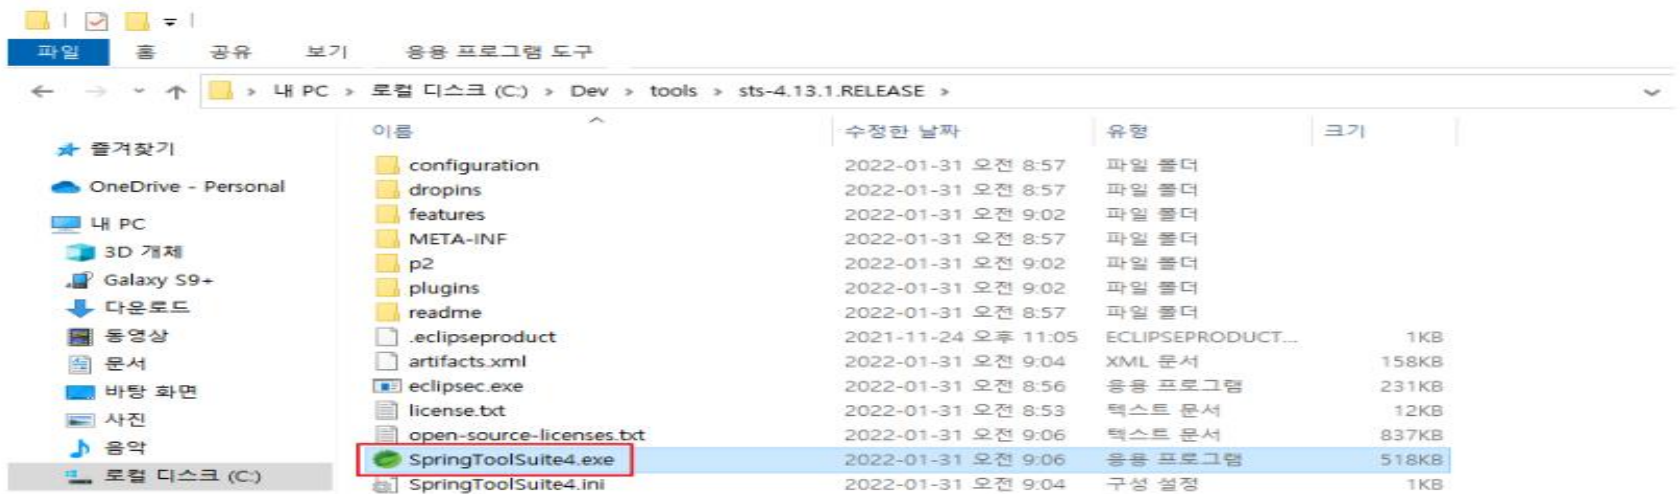 파일 홈 공유 보기 응용 프로그램 도구
내 PC > 로컬 디스크 (C:) > Dev > tools > sts-4.13.1.RELEASE >
즐겨찾기
OneDrive - Personal
내 PC
3D 개체
Galaxy S9+
다운로드
동영상
문서
바탕 화면
사진
음악
로컬 디스크 (C:)
이름 수정한 날짜 유형 크기
configuration 2022-01-31 오전 8:57 파일 폴더
dropins 2022-01-31 오전 8:57 파일 폴더
features 2022-01-31 오전 9:02 파일 폴더
META-INF 2022-01-31 오전 8:57 파일 폴더
p2 2022-01-31 오전 9:02 파일 폴더
plugins 2022-01-31 오전 9:02 파일 폴더
readme 2022-01-31 오전 8:57 파일 폴더
.eclipseproduct 2021-11-24 오후 11:05 ECLIPSEPRODUCT... 1KB
artifacts.xml 2022-01-31 오전 9:04 XML 문서 158KB
eclipsec.exe 2022-01-31 오전 8:56 응용 프로그램 231KB
license.txt 2022-01-31 오전 8:53 텍스트 문서 12KB
open-source-licenses.txt 2022-01-31 오전 9:06 텍스트 문서 837KB
SpringToolSuite4.exe 2022-01-31 오전 9:06 응용 프로그램 518KB
SpringToolSuite4.ini 2022-01-31 오전 9:04 구성 설정 1KB